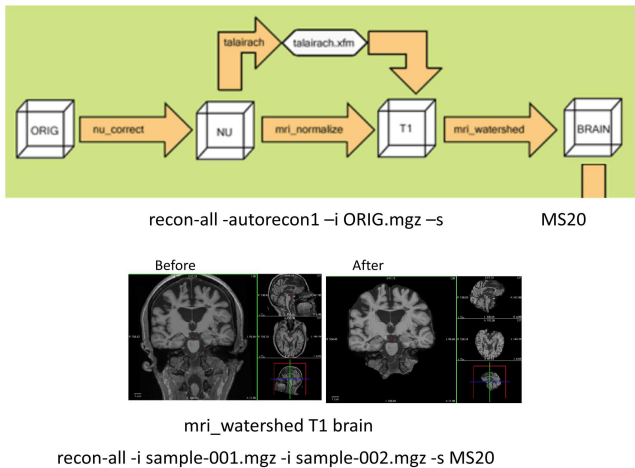 talairach talairach.xfm
ORIG nu_correct NU mri_normalize T1 mri_watershed BRAIN
recon-all -autorecon1 –i ORIG.mgz –s MS20
Before After
mri_watershed T1 brain
recon-all -i sample-001.mgz -i sample-002.mgz -s MS20